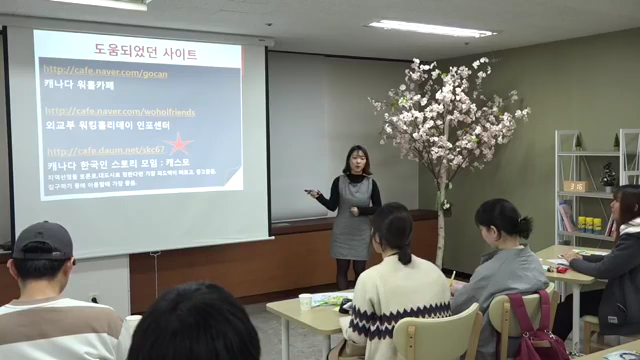 도움되었던 사이트
http://cafe.naver.com/gocan
캐나다 워홀카페
http://cafe.naver.com/woholfriends
외교부 워킹홀리데이 인포센터
http://cafe.daum.net/skc67
캐나다 한국인 스토리 모임 : 캐스모
3 16